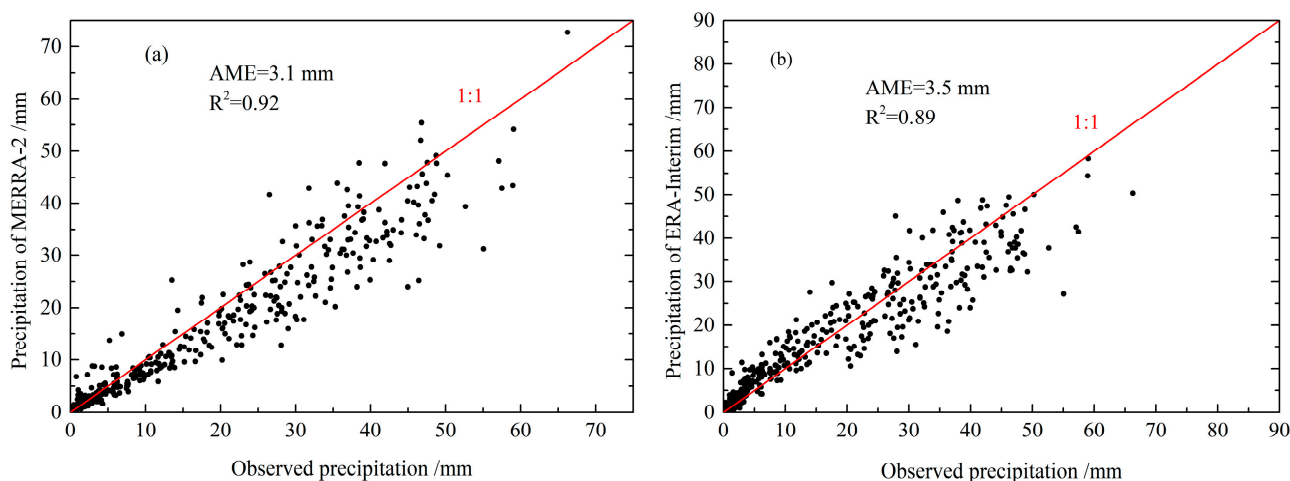 (a)
AME=3.1 mm
R²=0.92
1:1
Precipitation of MERRA-2 /mm
70
60
50
40
30
20
10
0
0 10 20 30 40 50 60 70
Observed precipitation /mm
(b)
AME=3.5 mm
R²=0.89
1:1
Precipitation of ERA-Interim /mm
90
80
70
60
50
40
30
20
10
0
0 10 20 30 40 50 60 70 80 90
Observed precipitation /mm